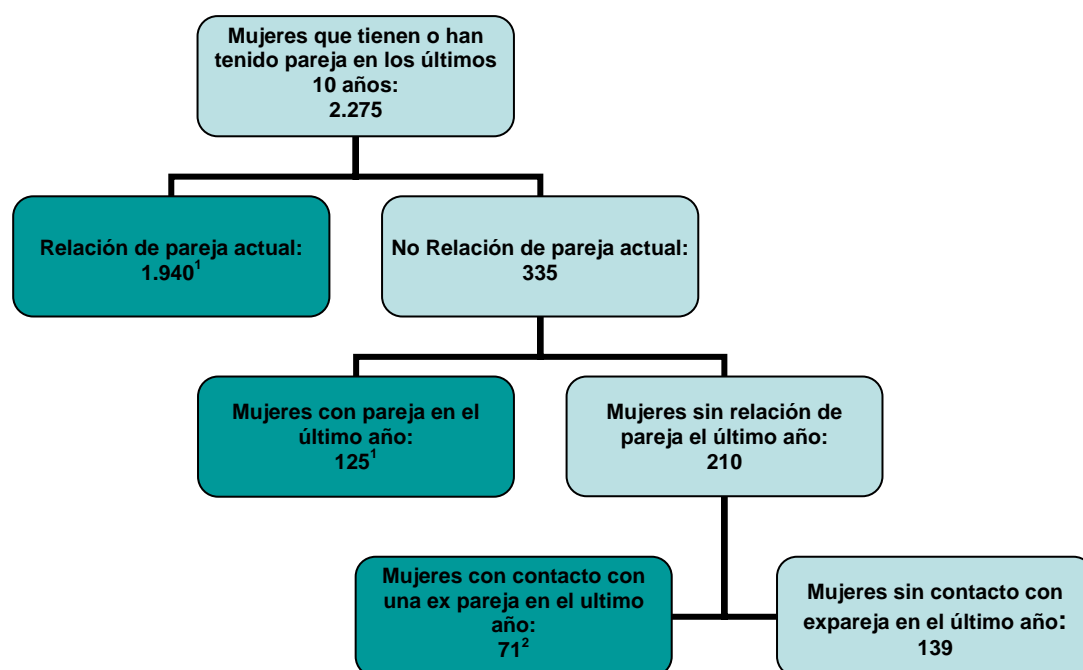 Mujeres que tienen o han
tenido pareja en los últimos
10 años:
2.275
Relación de pareja actual:
1.940¹
No Relación de pareja actual:
335
Mujeres con pareja en el
último año:
125¹
Mujeres sin relación de
pareja el último año:
210
Mujeres con contacto con
una ex pareja en el ultimo
año:
71²
Mujeres sin contacto con
expareja en el último año:
139